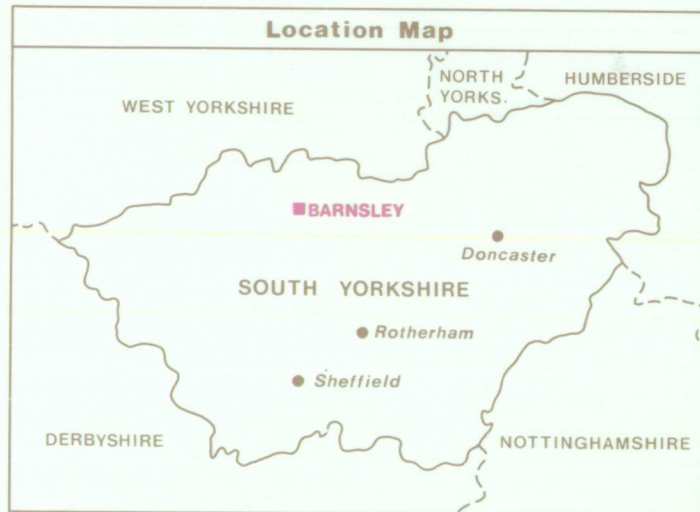 Location Map
NORTH
YORKS.
HUMBERSIDE
WEST YORKSHIRE
BARNSLEY
Doncaster
SOUTH YORKSHIRE
Rotherham
Sheffield
DERBYSHIRE
NOTTINGHAMSHIRE